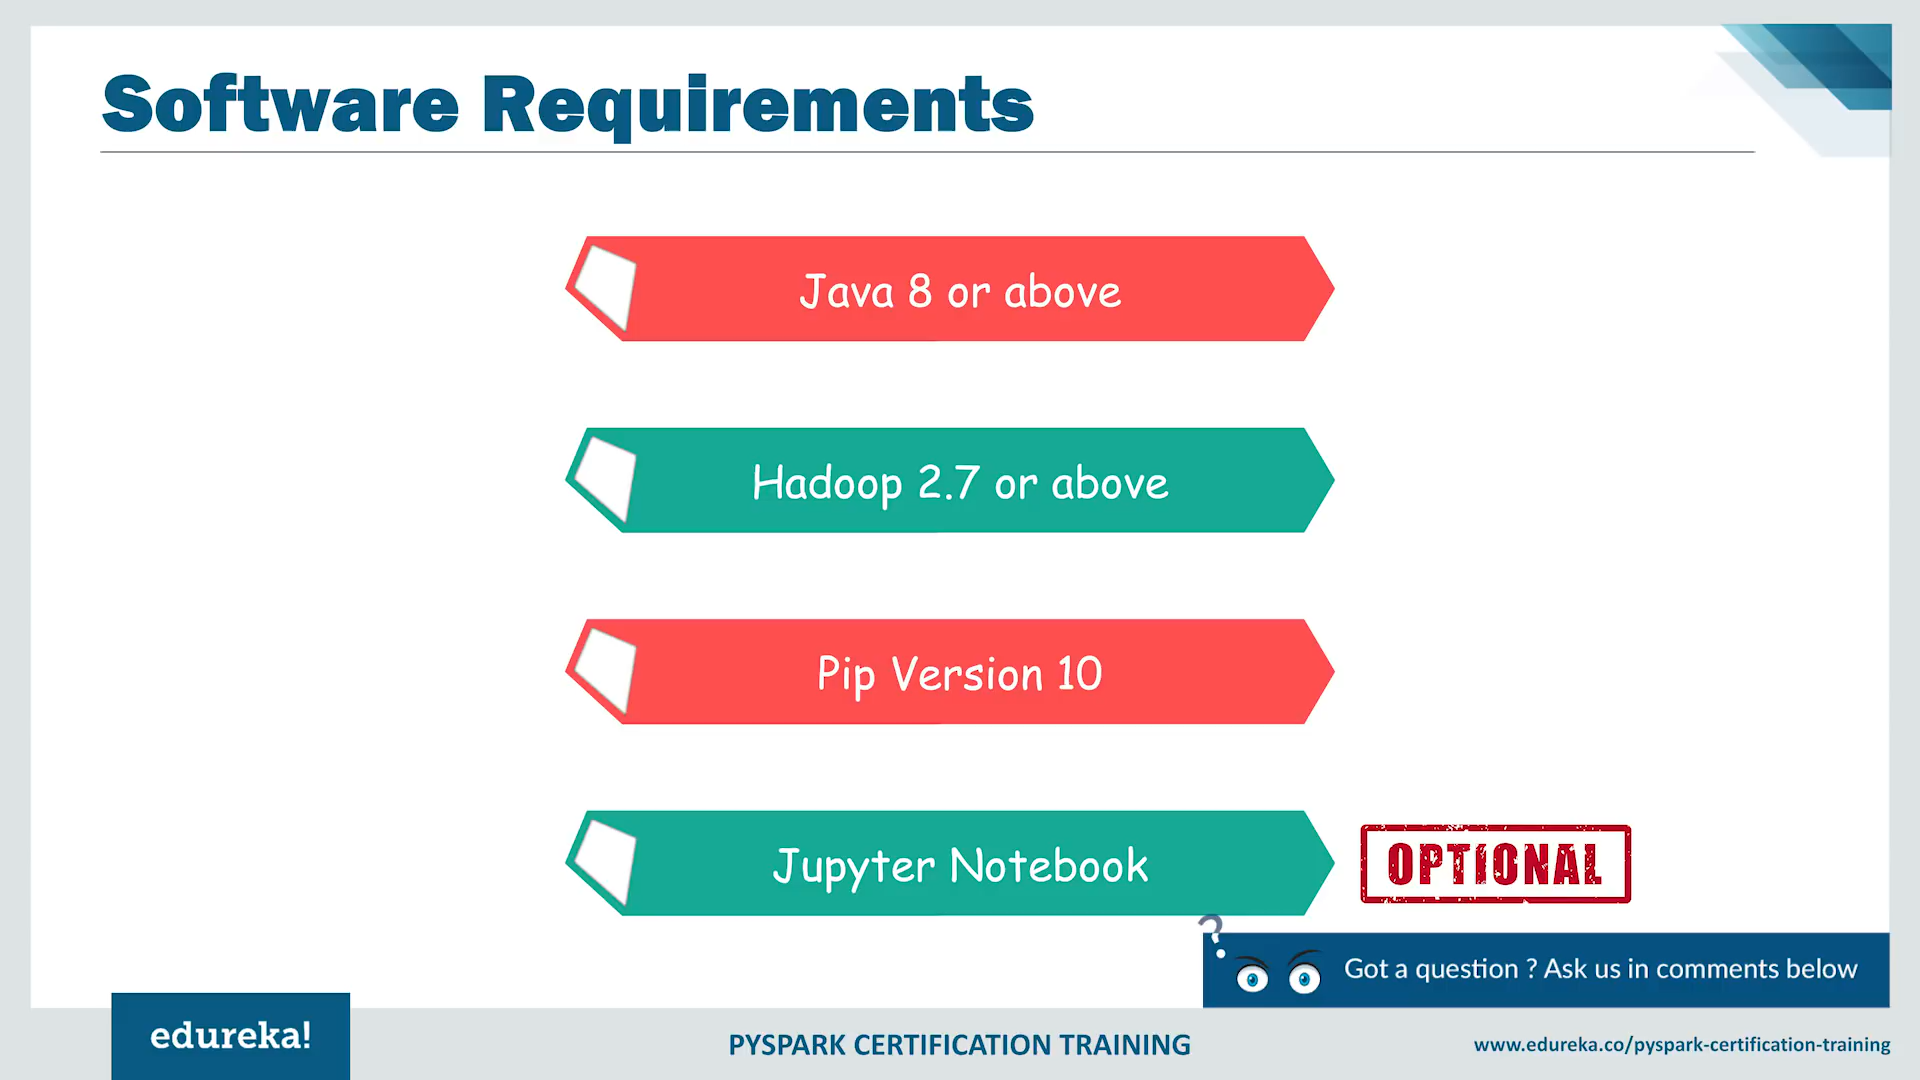 Software Requirements
Java 8 or above
Hadoop 2.7 or above
Pip Version 10
Jupyter Notebook
OPTIONAL
?
Got a question ? Ask us in comments below
edureka!
PYSPARK CERTIFICATION TRAINING
www.edureka.co/pyspark-certification-training